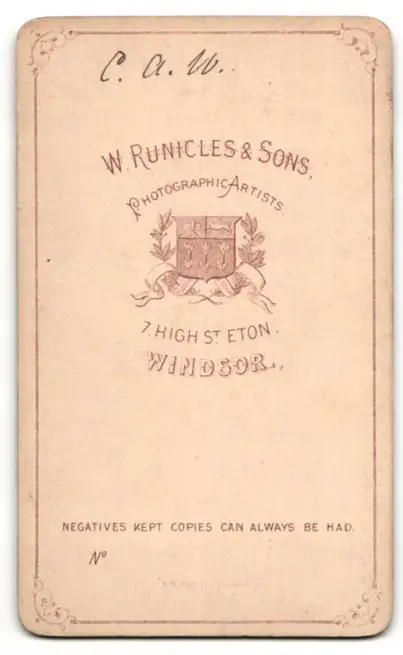 C. A. W.
W. RUNICLES & SONS,
PHOTOGRAPHIC ARTISTS.
7. HIGH ST ETON.
WINDSOR.,
NEGATIVES KEPT COPIES CAN ALWAYS BE HAD.
No